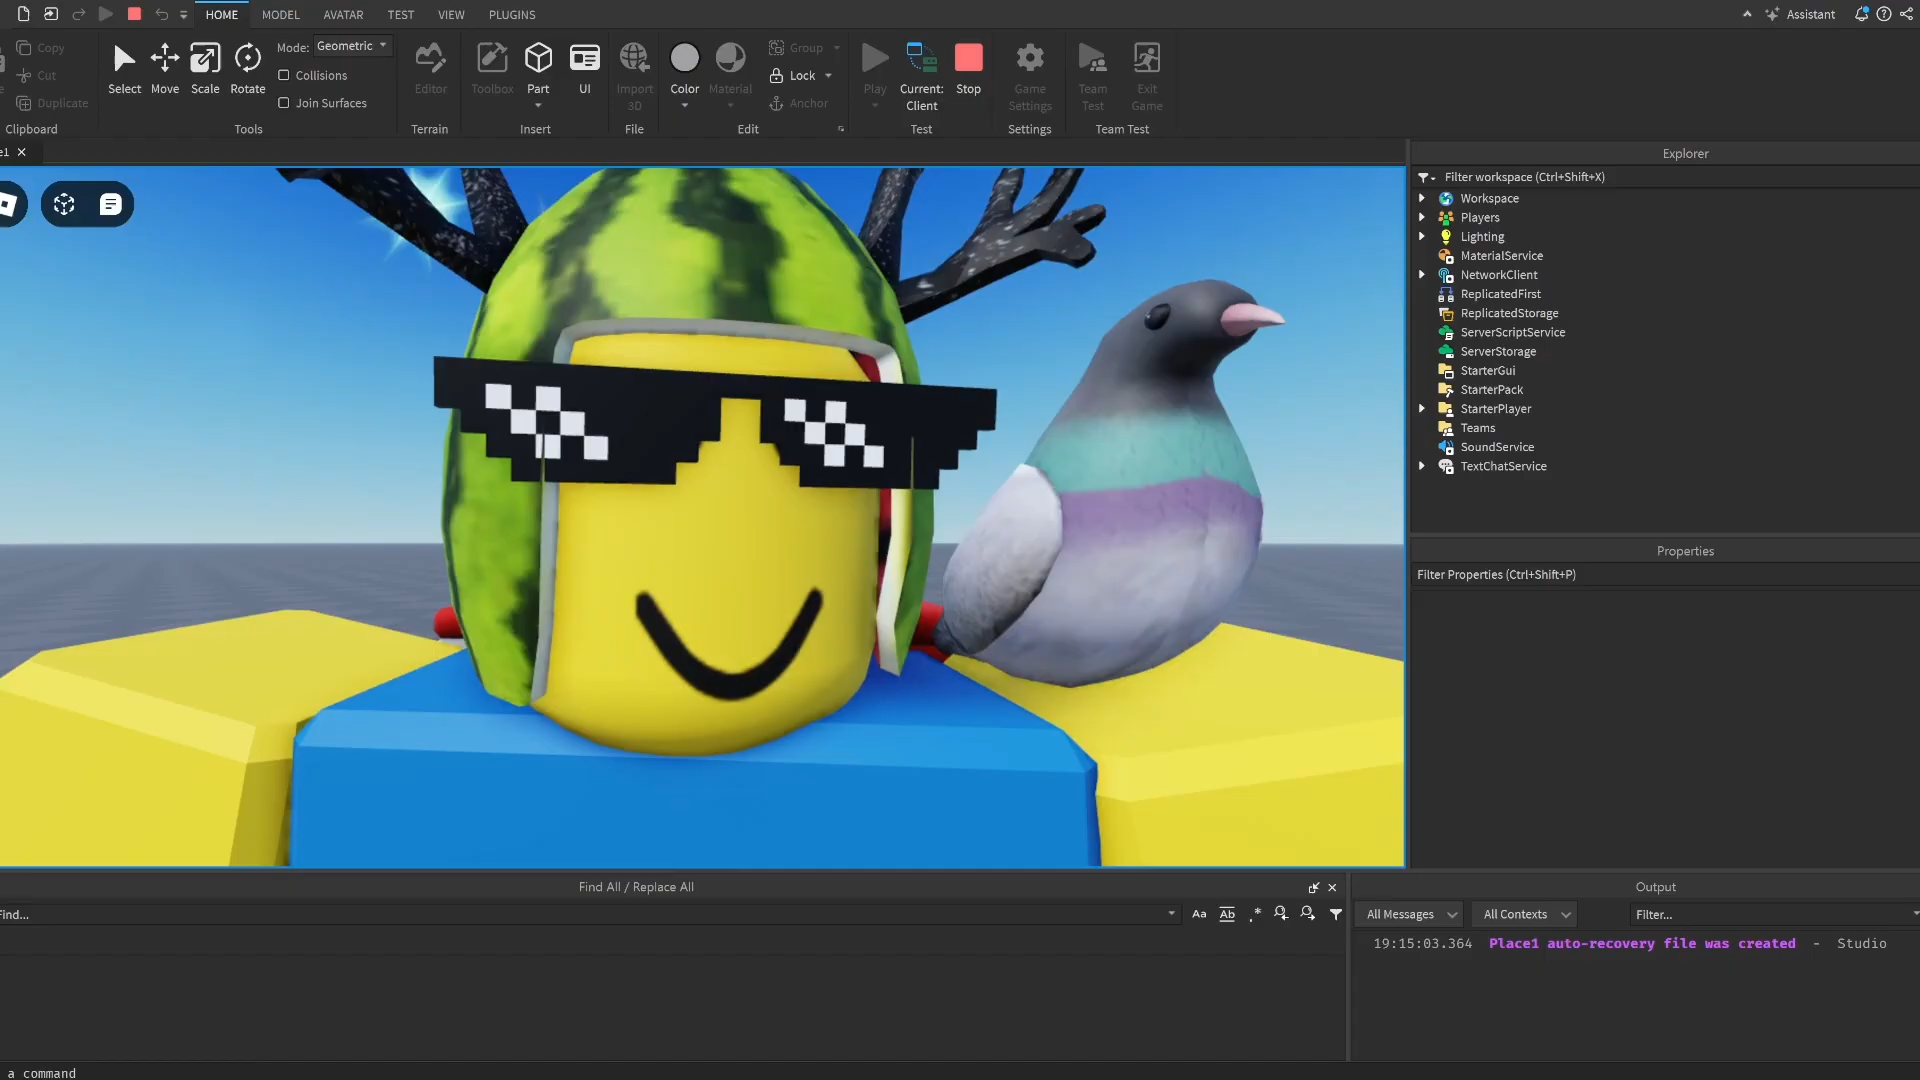 HOME MODEL AVATAR TEST VIEW PLUGINS
Assistant
Copy
Cut
Duplicate
Clipboard
Select Move Scale Rotate
Mode: Geometric
Collisions
Join Surfaces
Tools
Editor
Terrain
Toolbox Part UI
Insert
Import
3D
File
Color Material
Group
Lock
Anchor
Edit
Play Current:
Client
Stop
Test
Game
Settings
Settings
Team
Test
Exit
Game
Team Test
e1
Explorer
Filter workspace (Ctrl+Shift+X)
Workspace
Players
Lighting
MaterialService
NetworkClient
ReplicatedFirst
ReplicatedStorage
ServerScriptService
ServerStorage
StarterGui
StarterPack
StarterPlayer
Teams
SoundService
TextChatService
Properties
Filter Properties (Ctrl+Shift+P)
Find All / Replace All
Find...
Aa Ab .*
Output
All Messages All Contexts Filter...
19:15:03.364 Place1 auto-recovery file was created - Studio
a command